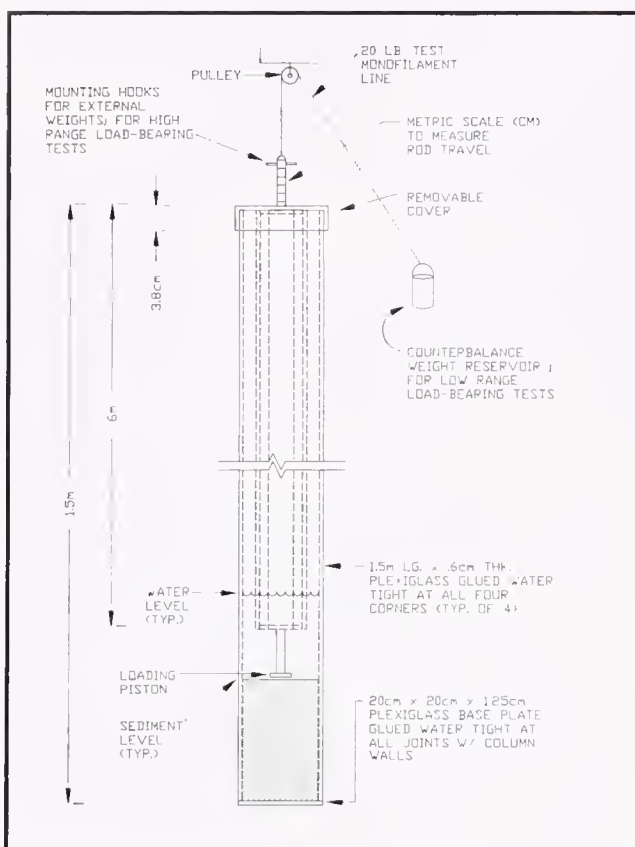 20 LB TEST
MONOFILAMENT
LINE
PULLEY
MOUNTING HOOKS
FOR EXTERNAL
WEIGHTS; FOR HIGH
RANGE LOAD-BEARING
TESTS
METRIC SCALE (CM)
TO MEASURE
ROD TRAVEL
REMOVABLE
COVER
3.8cm
COUNTERBALANCE
WEIGHT RESERVOIR ;
FOR LOW RANGE
LOAD-BEARING TESTS
.6m
1.5m
1.5m LG. x .6cm THK.
PLEXIGLASS GLUED WATER
TIGHT AT ALL FOUR
CORNERS (TYP. OF 4)
WATER
LEVEL
(TYP.)
LOADING
PISTON
SEDIMENT
LEVEL
(TYP.)
20cm x 20cm x 1.25cm
PLEXIGLASS BASE PLATE
GLUED WATER TIGHT AT
ALL JOINTS W/ COLUMN
WALLS